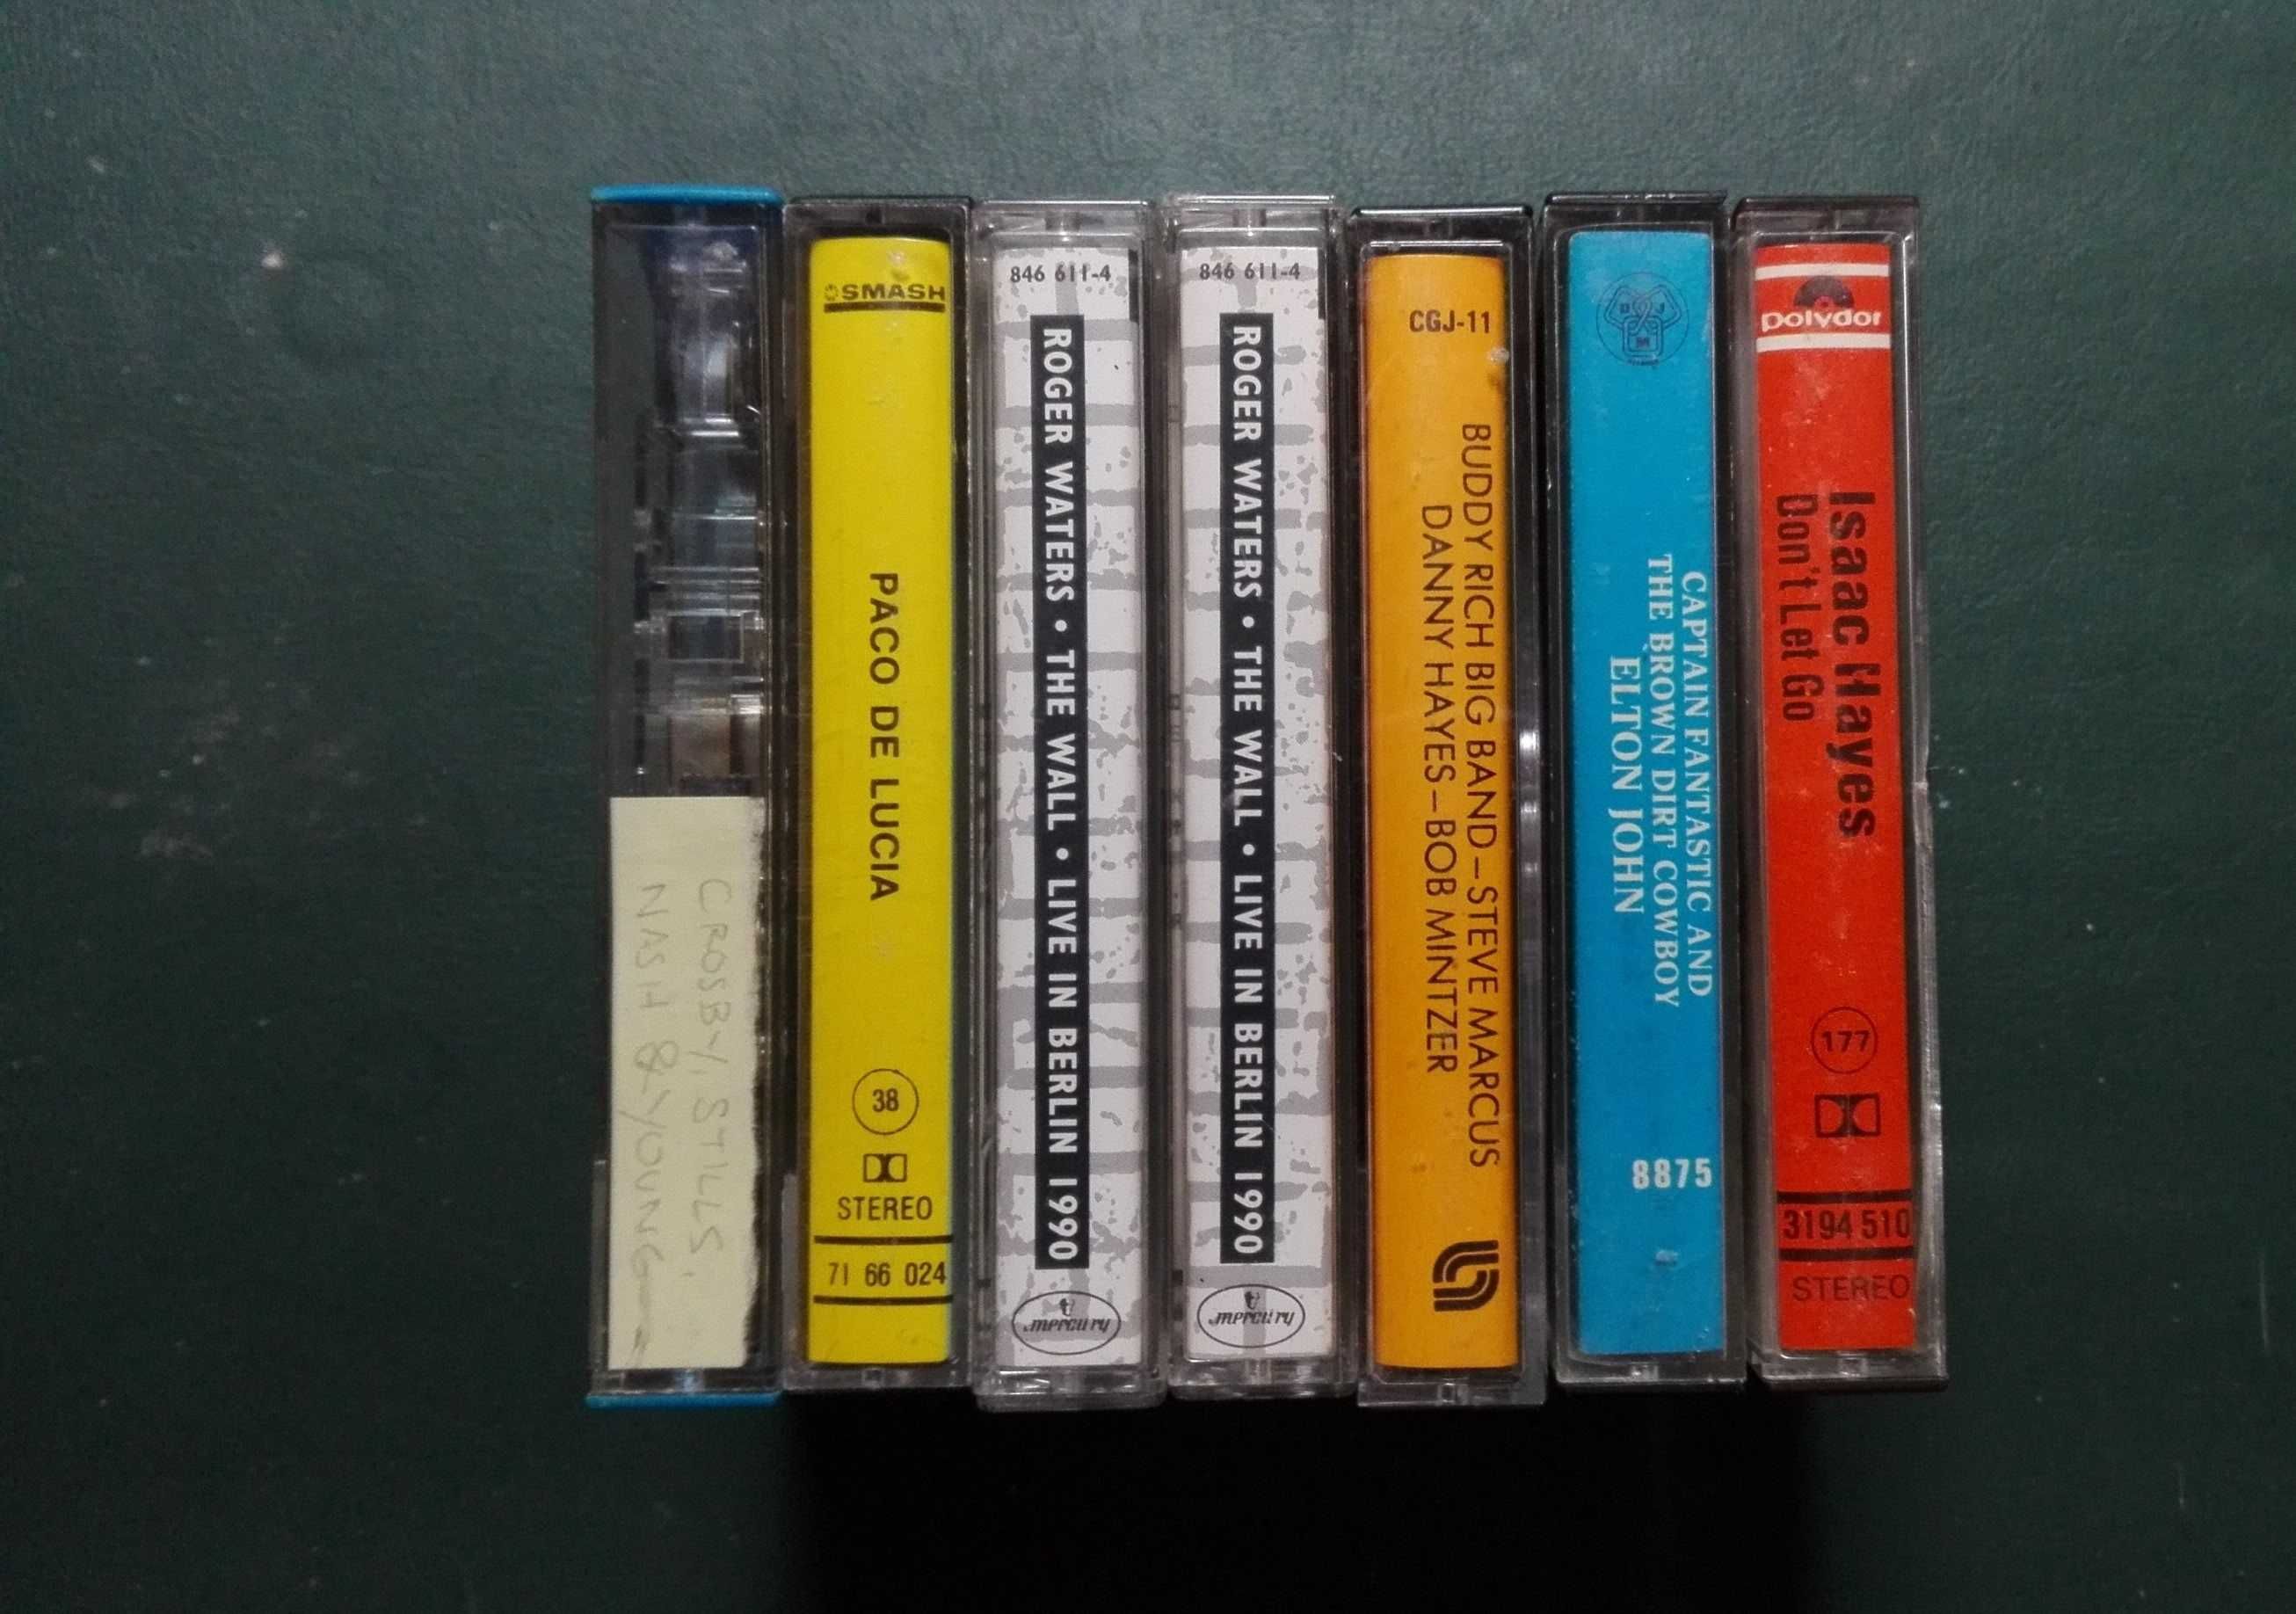 CROSBY, STILLS,
NASH & YOUNG
SMASH
PACO DE LUCIA
38
STEREO
71 66 024
846 611-4
ROGER WATERS • THE WALL • LIVE IN BERLIN 1990
mercury
846 611-4
ROGER WATERS • THE WALL • LIVE IN BERLIN 1990
mercury
CGJ-11
BUDDY RICH BIG BAND–STEVE MARCUS
DANNY HAYES–BOB MINTZER
CAPTAIN FANTASTIC AND
THE BROWN DIRT COWBOY
ELTON JOHN
8875
polydor
Isaac Hayes
Don't Let Go
177
3194 510
STEREO